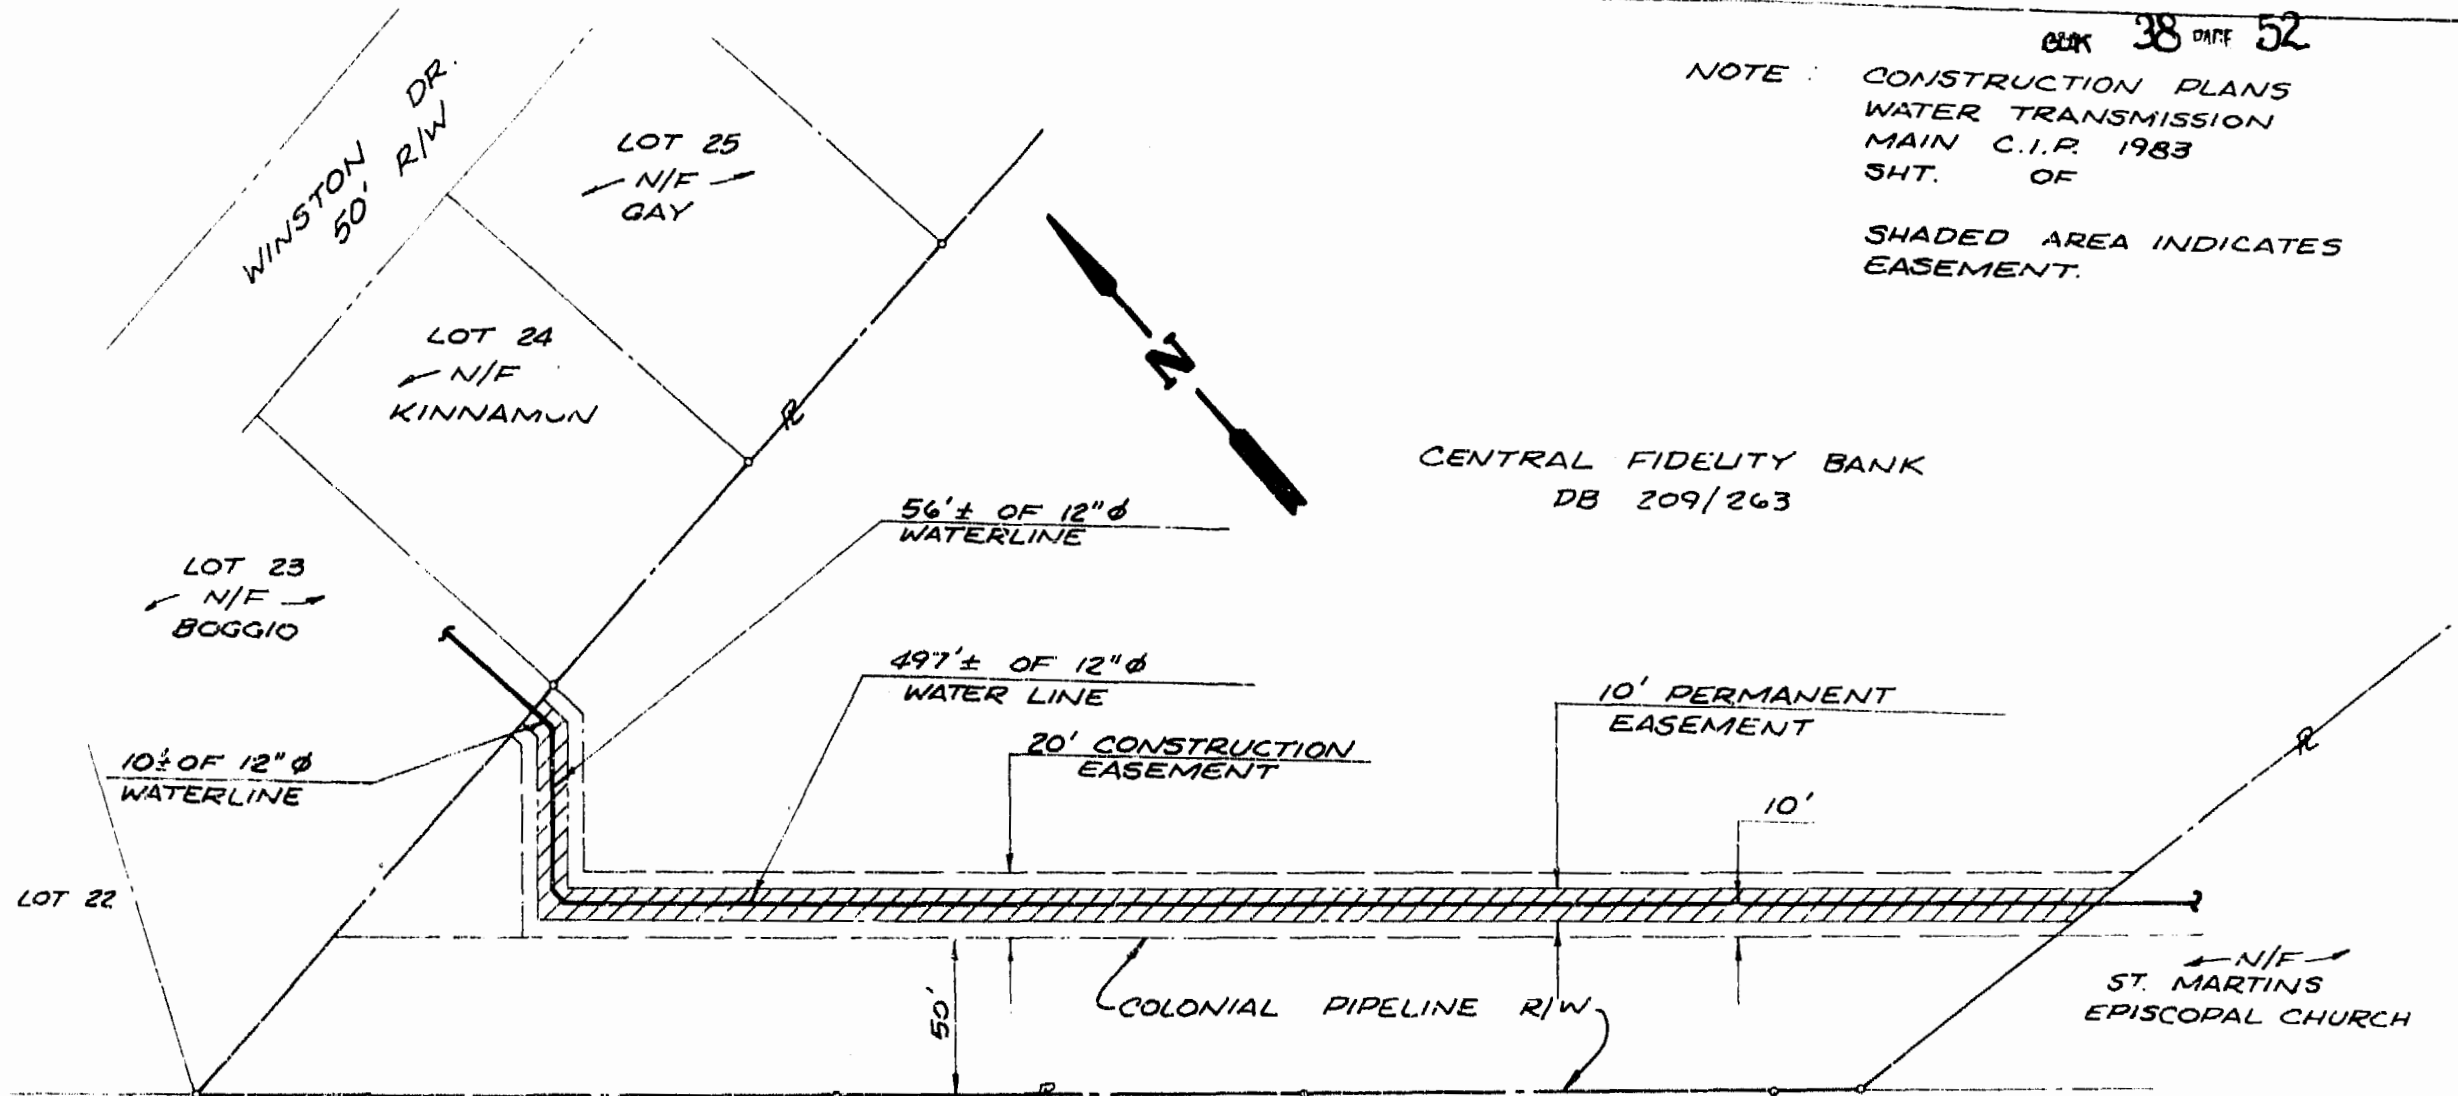 BOOK 38 PAGE 52
NOTE : CONSTRUCTION PLANS
WATER TRANSMISSION
MAIN C.I.P. 1983
SHT. OF
SHADED AREA INDICATES
EASEMENT.
WINSTON DR.
50' R/W
LOT 25
N/F
GAY
LOT 24
N/F
KINNAMON
N
CENTRAL FIDELITY BANK
DB 209/263
56'± OF 12"ϕ
WATERLINE
LOT 23
N/F
BOGGIO
497'± OF 12"ϕ
WATER LINE
10' PERMANENT
EASEMENT
20' CONSTRUCTION
EASEMENT
10'± OF 12"ϕ
WATERLINE
10'
LOT 22
50'
COLONIAL PIPELINE R/W
N/F
ST. MARTINS
EPISCOPAL CHURCH